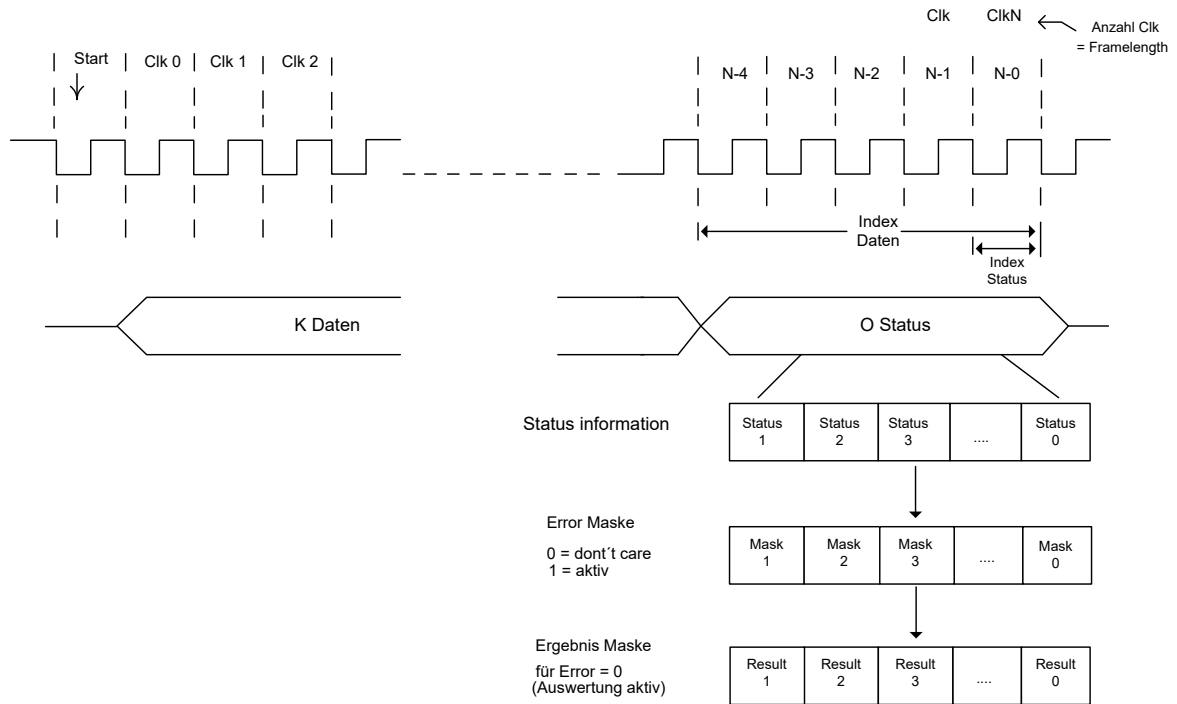 Clk ClkN
Anzahl Clk
= Framelength
Start Clk 0 Clk 1 Clk 2
N-4 N-3 N-2 N-1 N-0
Index
Daten
Index
Status
K Daten
O Status
Status information
Status Status Status Status
1 2 3 .... 0
Error Maske
0 = dont´t care
1 = aktiv
Mask Mask Mask Mask
1 2 3 .... 0
Ergebnis Maske
für Error = 0
(Auswertung aktiv)
Result Result Result Result
1 2 3 .... 0